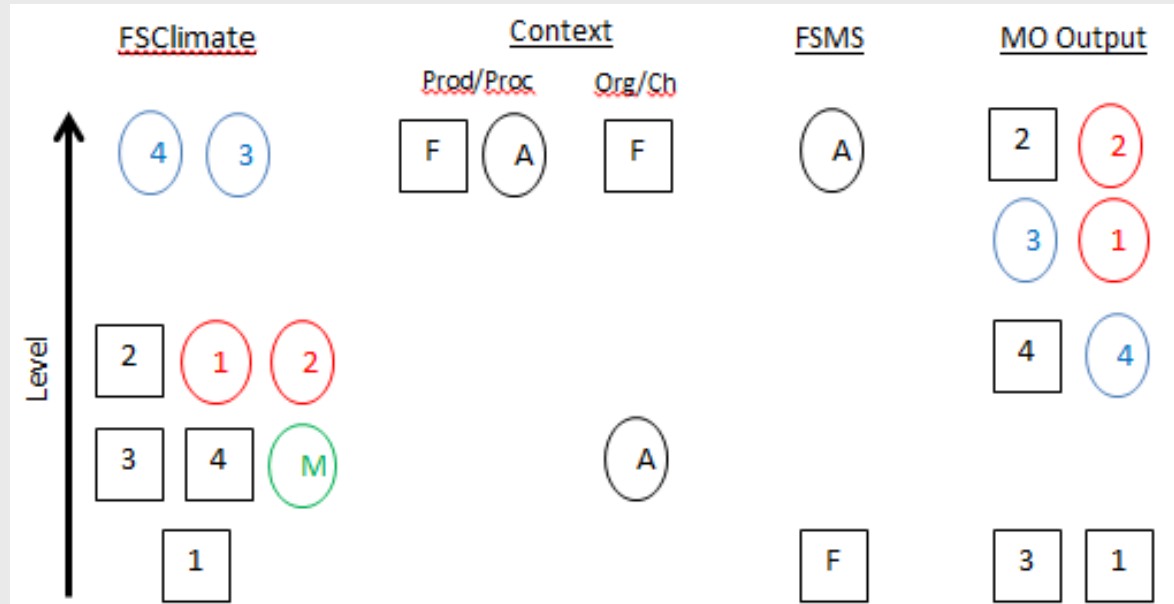 FSClimate Context FSMS MO Output
Prod/Proc Org/Ch
4 3 F A F A 2 2
3 1
Level
2 1 2 4 4
3 4 M A
1 F 3 1